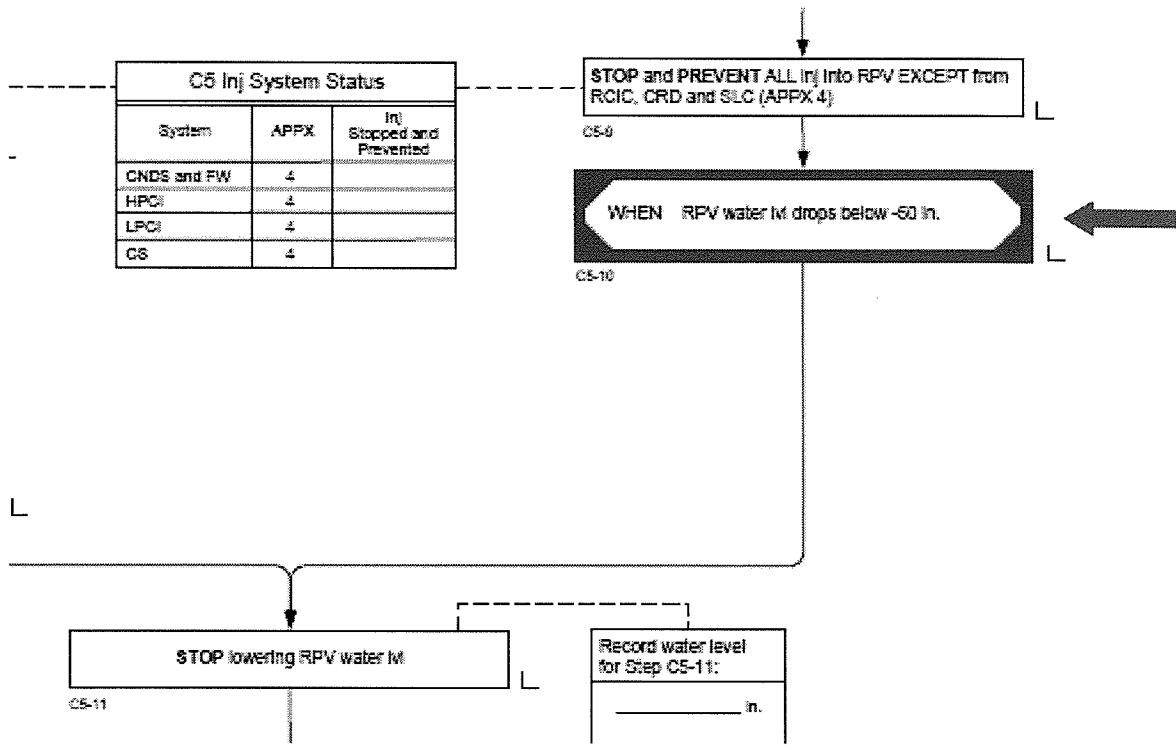 C5 Inj System Status
System APPX Inj Stopped and Prevented
CNDS and FW 4
HPCI 4
LPCI 4
CS 4
STOP and PREVENT ALL Inj Into RPV EXCEPT from
RCIC, CRD and SLC (APPX 4)
C5-9
WHEN RPV water lvl drops below -50 in.
C5-10
STOP lowering RPV water lvl
C5-11
Record water level
for Step C5-11:
in.